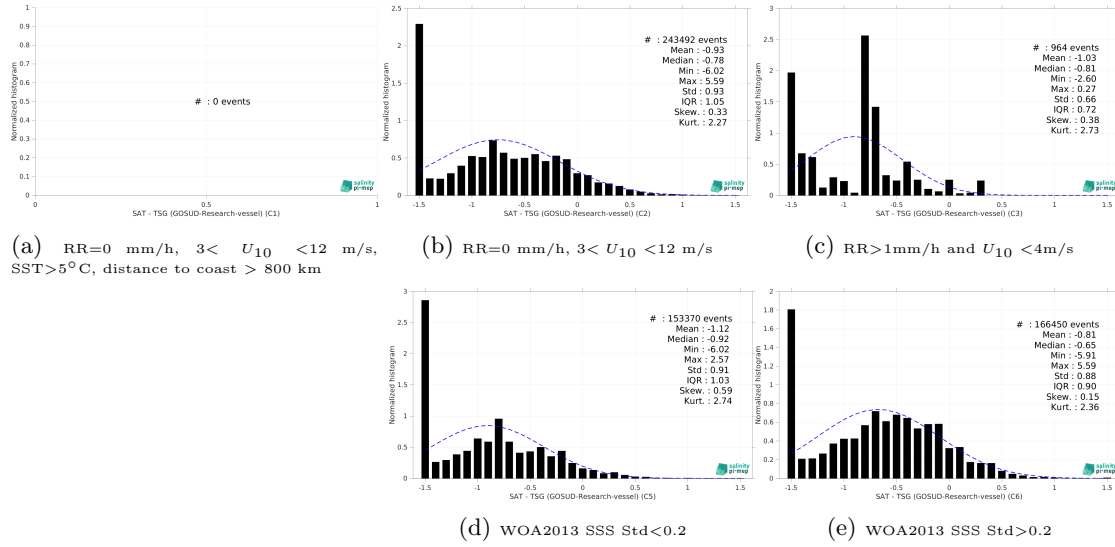 1
0.9
0.8
0.7
0.6
0.5
0.4
0.3
0.2
0.1
0
Normalized histogram
# : 0 events
0 0.5 1
SAT - TSG (GOSUD-Research-vessel) (C1)
salinity
pi-mep
(a) RR=0 mm/h, 3< U10 <12 m/s,
SST>5°C, distance to coast > 800 km
2.5
2
1.5
1
0.5
0
Normalized histogram
# : 243492 events
Mean : -0.93
Median : -0.78
Min : -6.02
Max : 5.59
Std : 0.93
IQR : 1.05
Skew. : 0.33
Kurt. : 2.27
-1.5 -1 -0.5 0 0.5 1 1.5
SAT - TSG (GOSUD-Research-vessel) (C2)
salinity
pi-mep
(b) RR=0 mm/h, 3< U10 <12 m/s
3
2.5
2
1.5
1
0.5
0
Normalized histogram
# : 964 events
Mean : -1.03
Median : -0.81
Min : -2.60
Max : 0.27
Std : 0.66
IQR : 0.72
Skew. : 0.38
Kurt. : 2.73
-1.5 -1 -0.5 0 0.5 1 1.5
SAT - TSG (GOSUD-Research-vessel) (C3)
salinity
pi-mep
(c) RR>1mm/h and U10 <4m/s
3
2.5
2
1.5
1
0.5
0
Normalized histogram
# : 153370 events
Mean : -1.12
Median : -0.92
Min : -6.02
Max : 2.57
Std : 0.91
IQR : 1.03
Skew. : 0.59
Kurt. : 2.74
-1.5 -1 -0.5 0 0.5 1 1.5
SAT - TSG (GOSUD-Research-vessel) (C5)
salinity
pi-mep
(d) WOA2013 SSS Std<0.2
2
1.8
1.6
1.4
1.2
1
0.8
0.6
0.4
0.2
0
Normalized histogram
# : 166450 events
Mean : -0.81
Median : -0.65
Min : -5.91
Max : 5.59
Std : 0.88
IQR : 0.90
Skew. : 0.15
Kurt. : 2.36
-1.5 -1 -0.5 0 0.5 1 1.5
SAT - TSG (GOSUD-Research-vessel) (C6)
salinity
pi-mep
(e) WOA2013 SSS Std>0.2